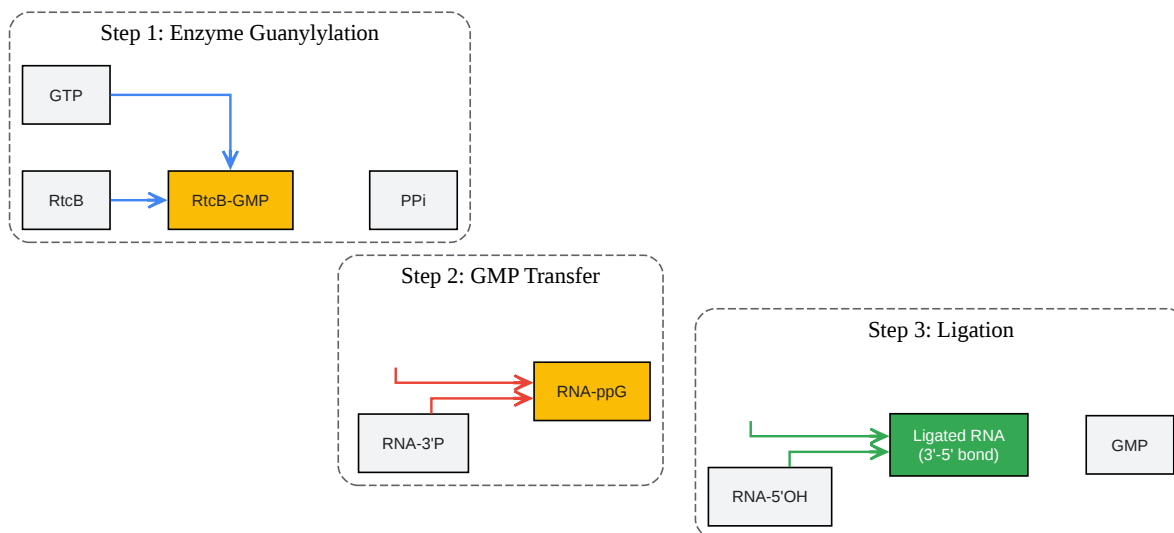 Step 1: Enzyme Guanylylation
GTP
RtcB
RtcB-GMP
PPi
Step 2: GMP Transfer
RNA-ppG
RNA-3'P
Step 3: Ligation
Ligated RNA
(3'-5' bond)
GMP
RNA-5'OH